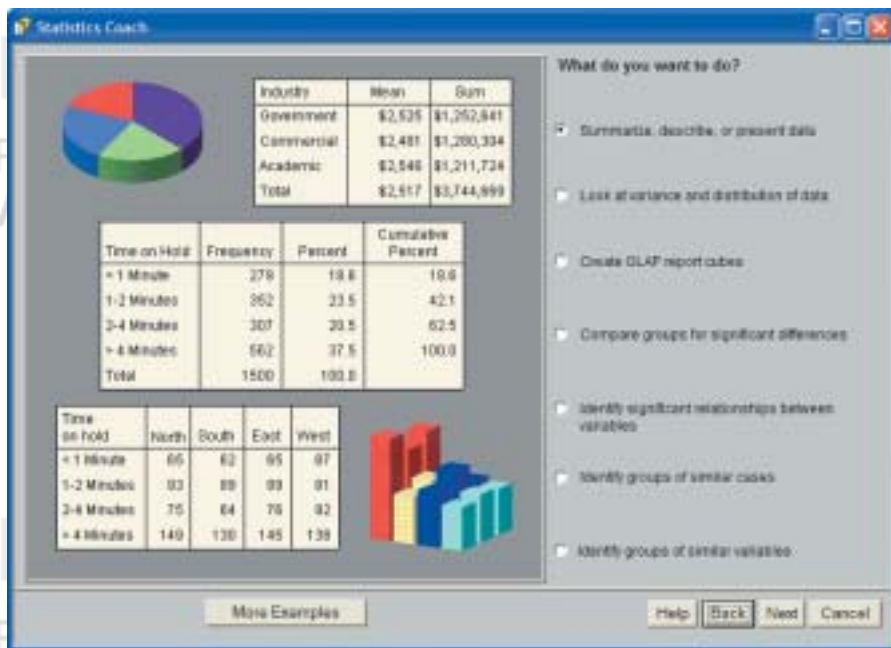 Statistics Coach
Industry Mean Sum
Government $2,535 $1,252,641
Commercial $2,481 $1,280,334
Academic $2,546 $1,211,724
Total $2,517 $3,744,699
Time on Hold Frequency Percent Cumulative Percent
< 1 Minute 279 18.6 18.6
1-2 Minutes 352 23.5 42.1
2-4 Minutes 307 20.5 62.5
> 4 Minutes 562 37.5 100.0
Total 1500 100.0
Time
on hold North South East West
< 1 Minute 65 62 65 87
1-2 Minutes 93 89 89 81
2-4 Minutes 75 64 76 92
> 4 Minutes 149 130 145 138
More Examples
What do you want to do?
Summarize, describe, or present data
Look at variance and distribution of data
Create OLAP report cubes
Compare groups for significant differences
Identify significant relationships between
variables
Identify groups of similar cases
Identify groups of similar variables
Help Back Next Cancel